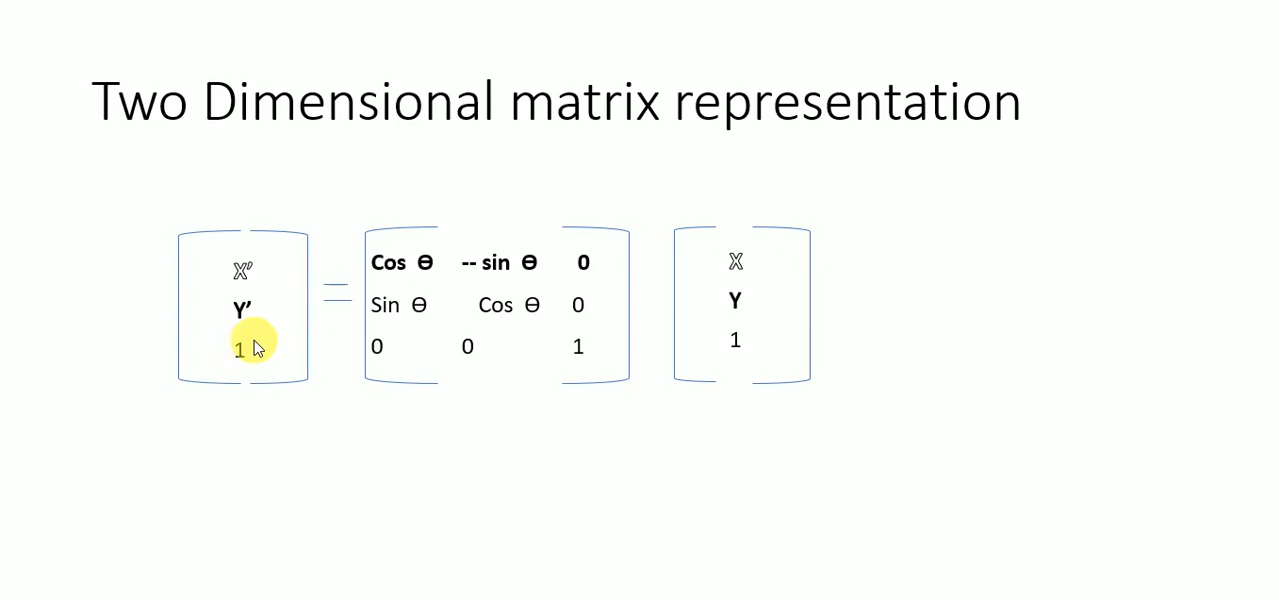 Two Dimensional matrix representation
X' = Cos ϴ -- sin ϴ 0 X
Y’ Sin ϴ Cos ϴ 0 Y
1 0 0 1 1